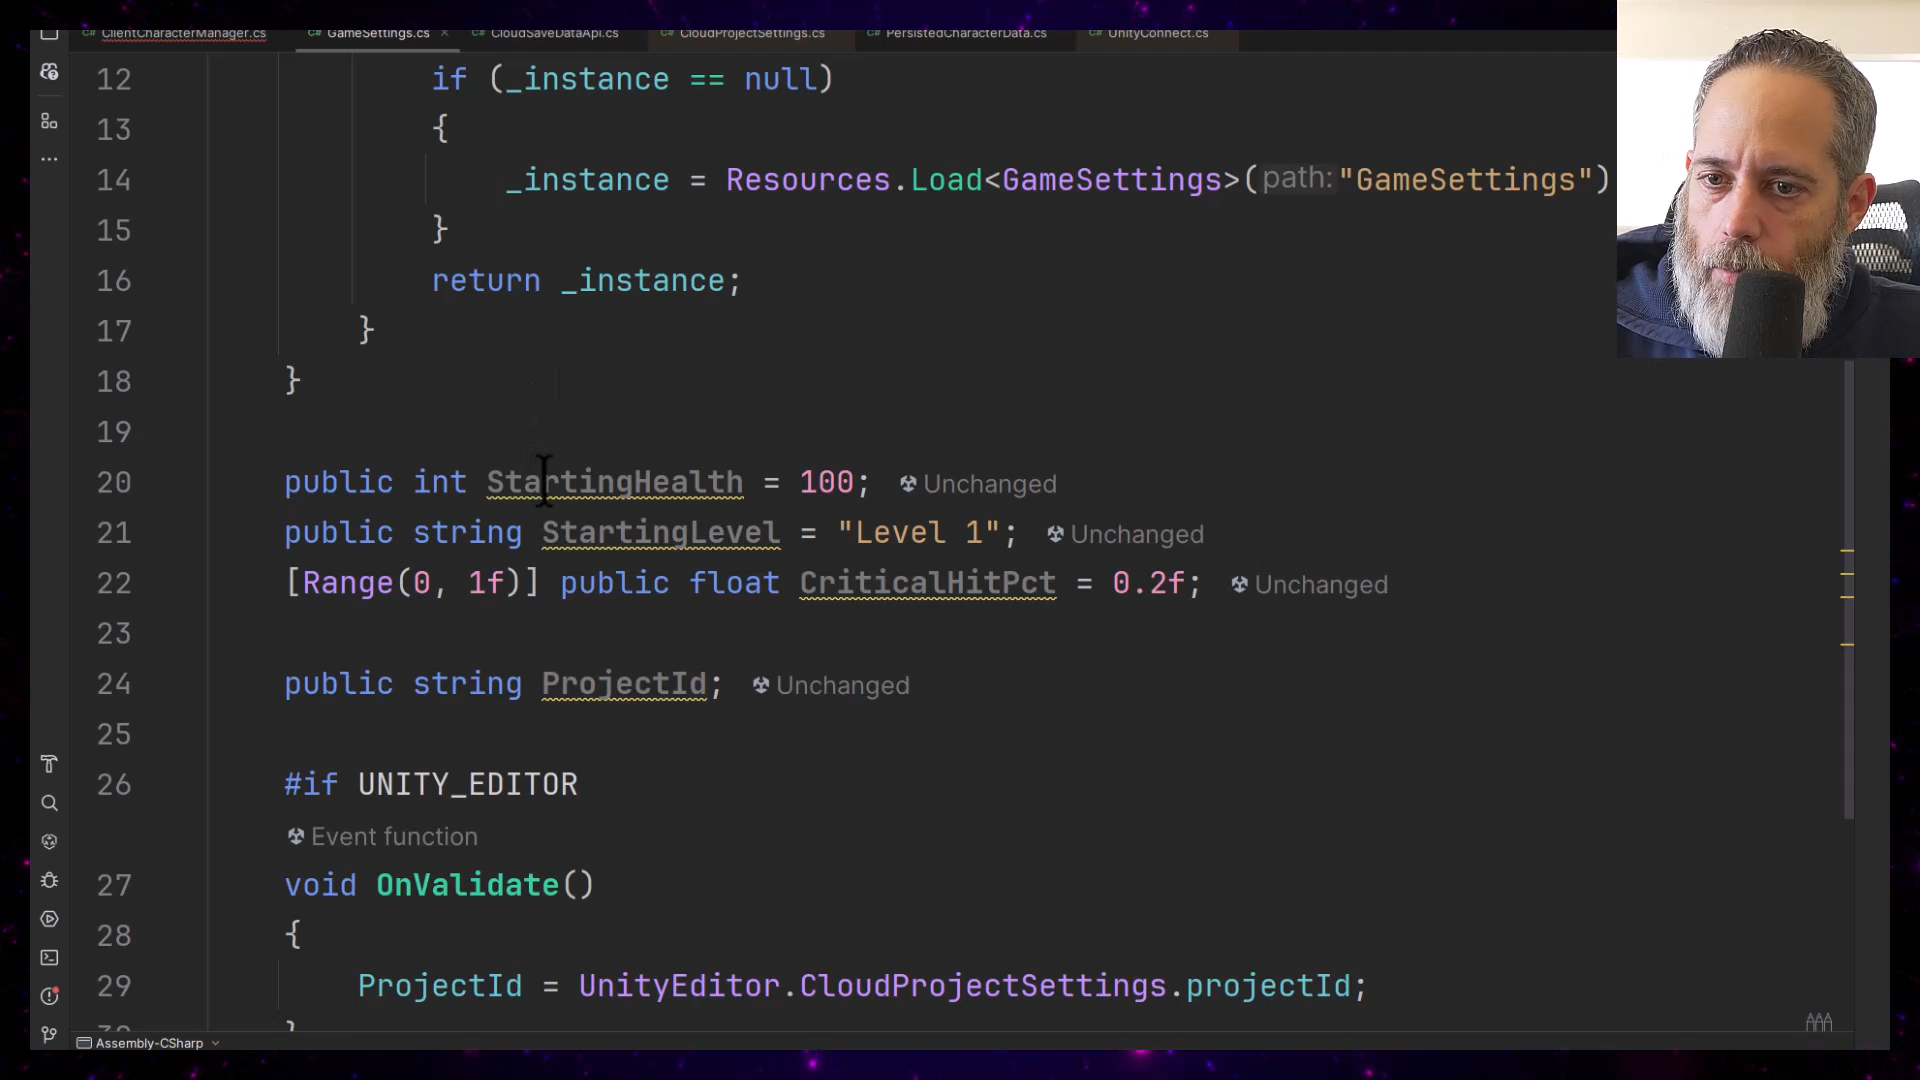 ClientCharacterManager.cs GameSettings.cs CloudSaveDataApi.cs CloudProjectSettings.cs PersistedCharacterData.cs UnityConnect.cs
12 if (_instance == null)
13 {
14 _instance = Resources.Load<GameSettings>(path:"GameSettings")
15 }
16 return _instance;
17 }
18 }
19
20 public int StartingHealth = 100; Unchanged
21 public string StartingLevel = "Level 1"; Unchanged
22 [Range(0, 1f)] public float CriticalHitPct = 0.2f; Unchanged
23
24 public string ProjectId; Unchanged
25
26 #if UNITY_EDITOR
Event function
27 void OnValidate()
28 {
29 ProjectId = UnityEditor.CloudProjectSettings.projectId;
30 }
Assembly-CSharp